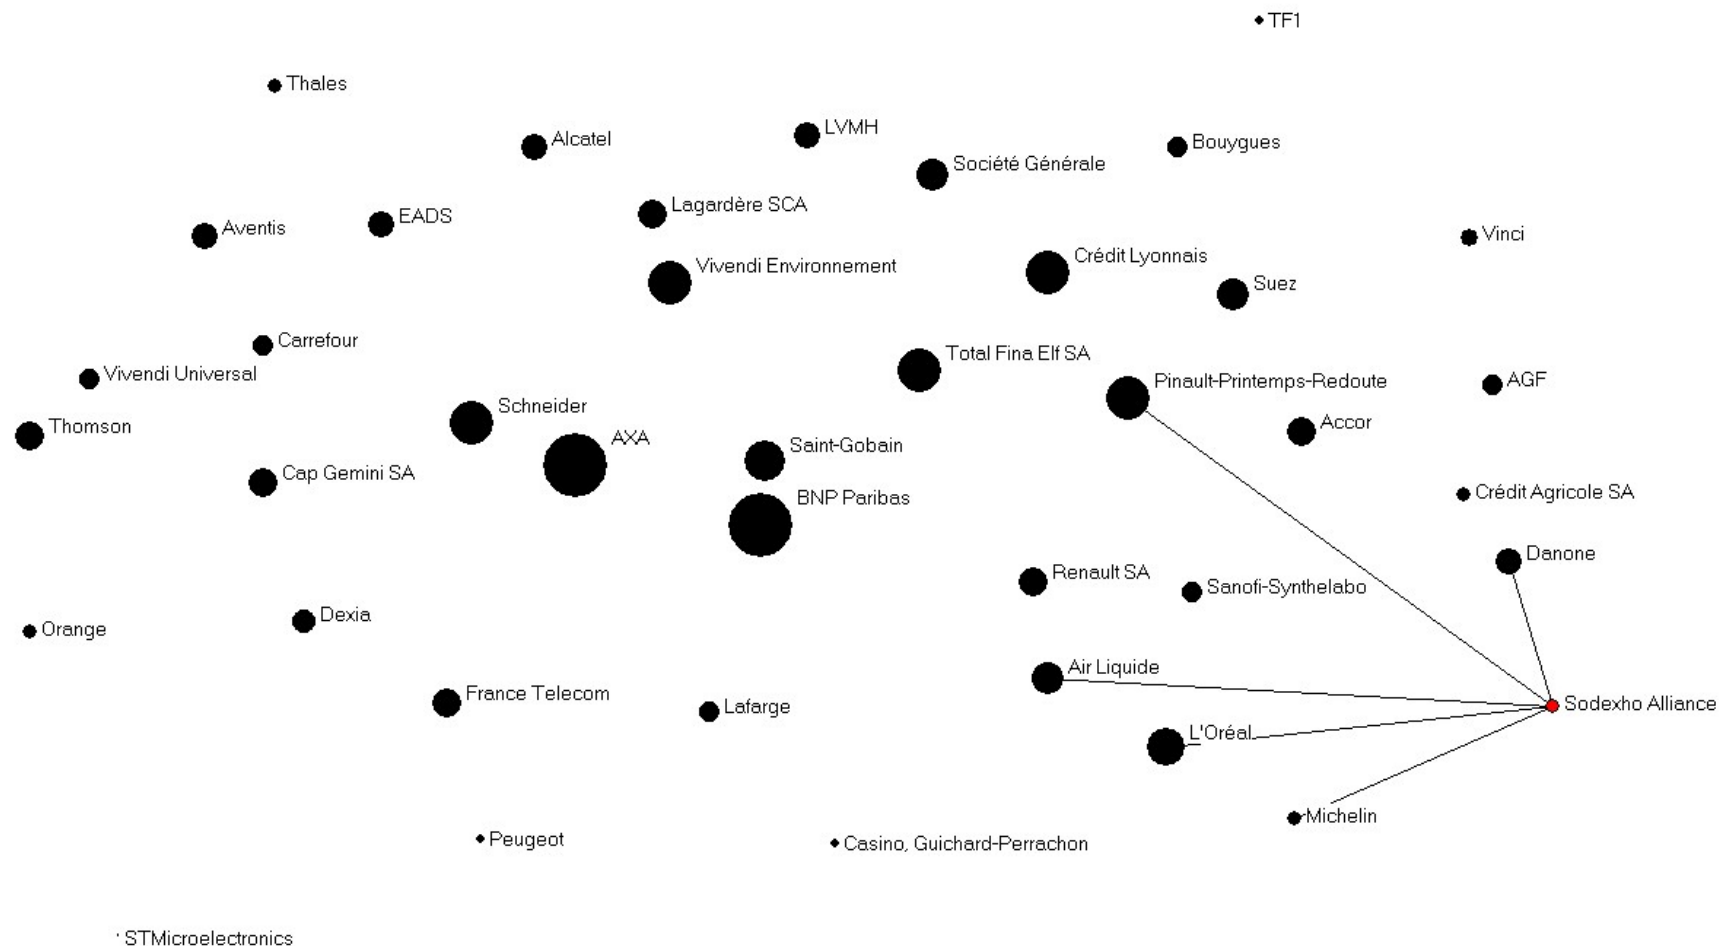 TF1
Thales
LVMH
Alcatel
Bouygues
Société Générale
Lagardère SCA
EADS
Aventis
Vinci
Crédit Lyonnais
Vivendi Environnement
Suez
Carrefour
Total Fina Elf SA
Vivendi Universal
Pinault-Printemps-Redoute
AGF
Schneider
Accor
Thomson
AXA
Saint-Gobain
Cap Gemini SA
Crédit Agricole SA
BNP Paribas
Danone
Renault SA
Sanofi-Synthelabo
Dexia
Orange
Air Liquide
France Telecom
Sodexho Alliance
Lafarge
L'Oréal
Michelin
Peugeot
Casino, Guichard-Perrachon
STMicroelectronics